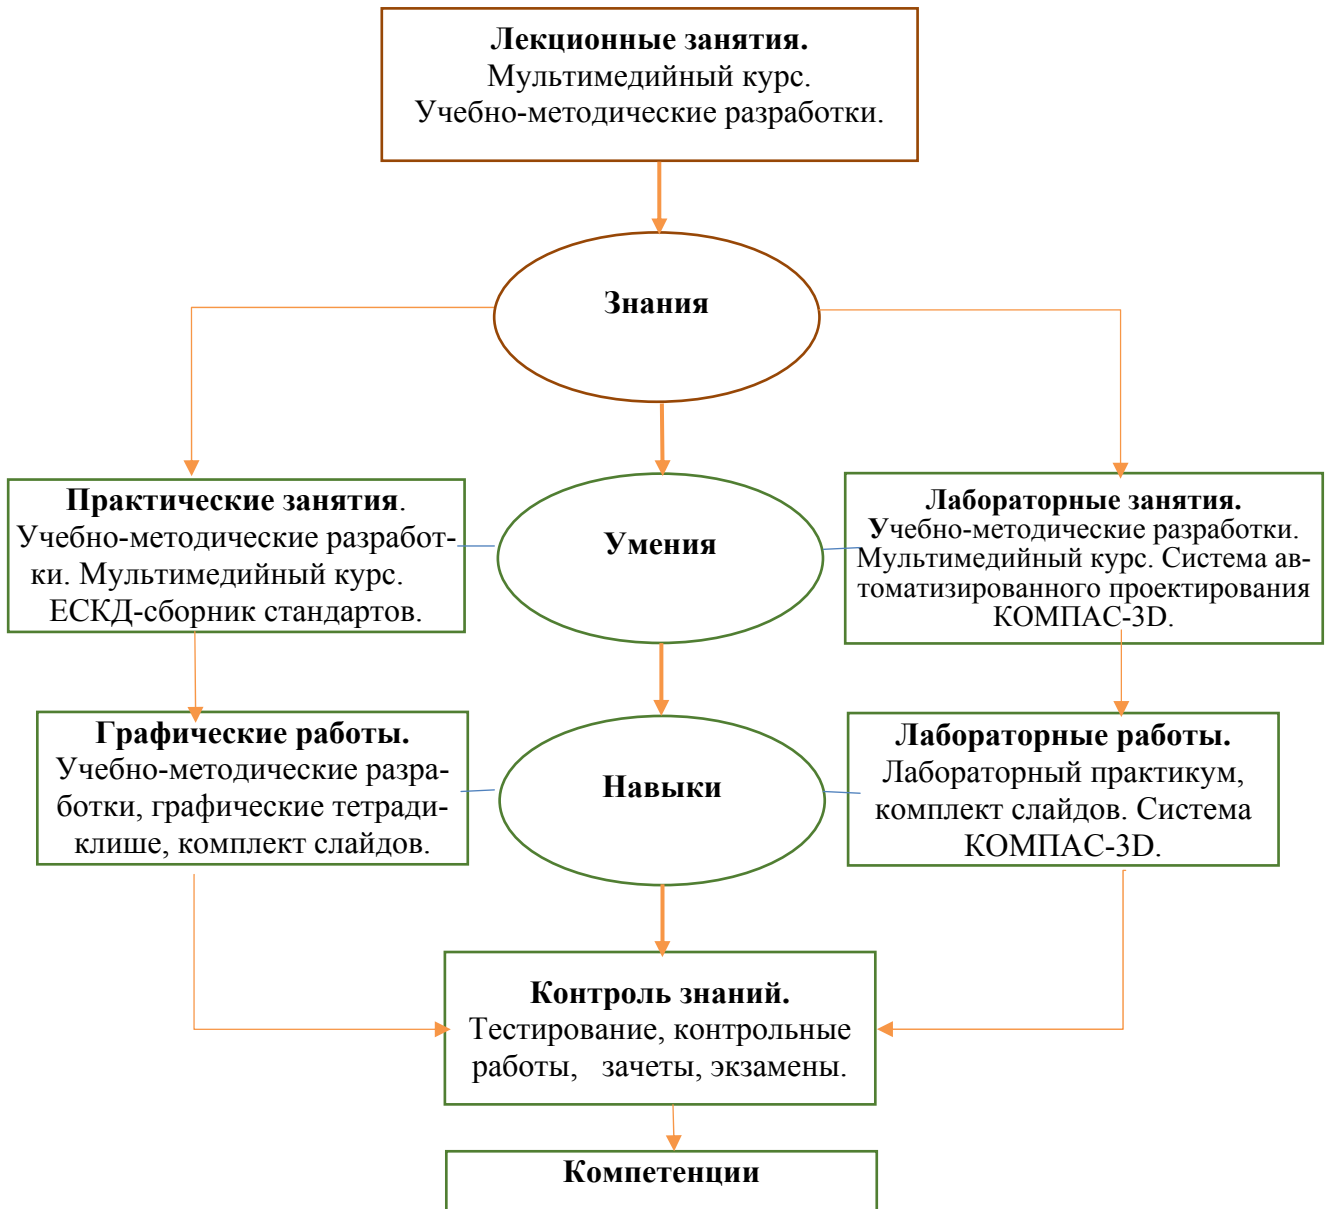 Лекционные занятия.
Мультимедийный курс.
Учебно-методические разработки.
Знания
Практические занятия.
Учебно-методические разработ-
ки. Мультимедийный курс.
ЕСКД-сборник стандартов.
Умения
Лабораторные занятия.
Учебно-методические разработки.
Мультимедийный курс. Система ав-
томатизированного проектирования
КОМПАС-3D.
Графические работы.
Учебно-методические разра-
ботки, графические тетради-
клише, комплект слайдов.
Навыки
Лабораторные работы.
Лабораторный практикум,
комплект слайдов. Система
КОМПАС-3D.
Контроль знаний.
Тестирование, контрольные
работы, зачеты, экзамены.
Компетенции